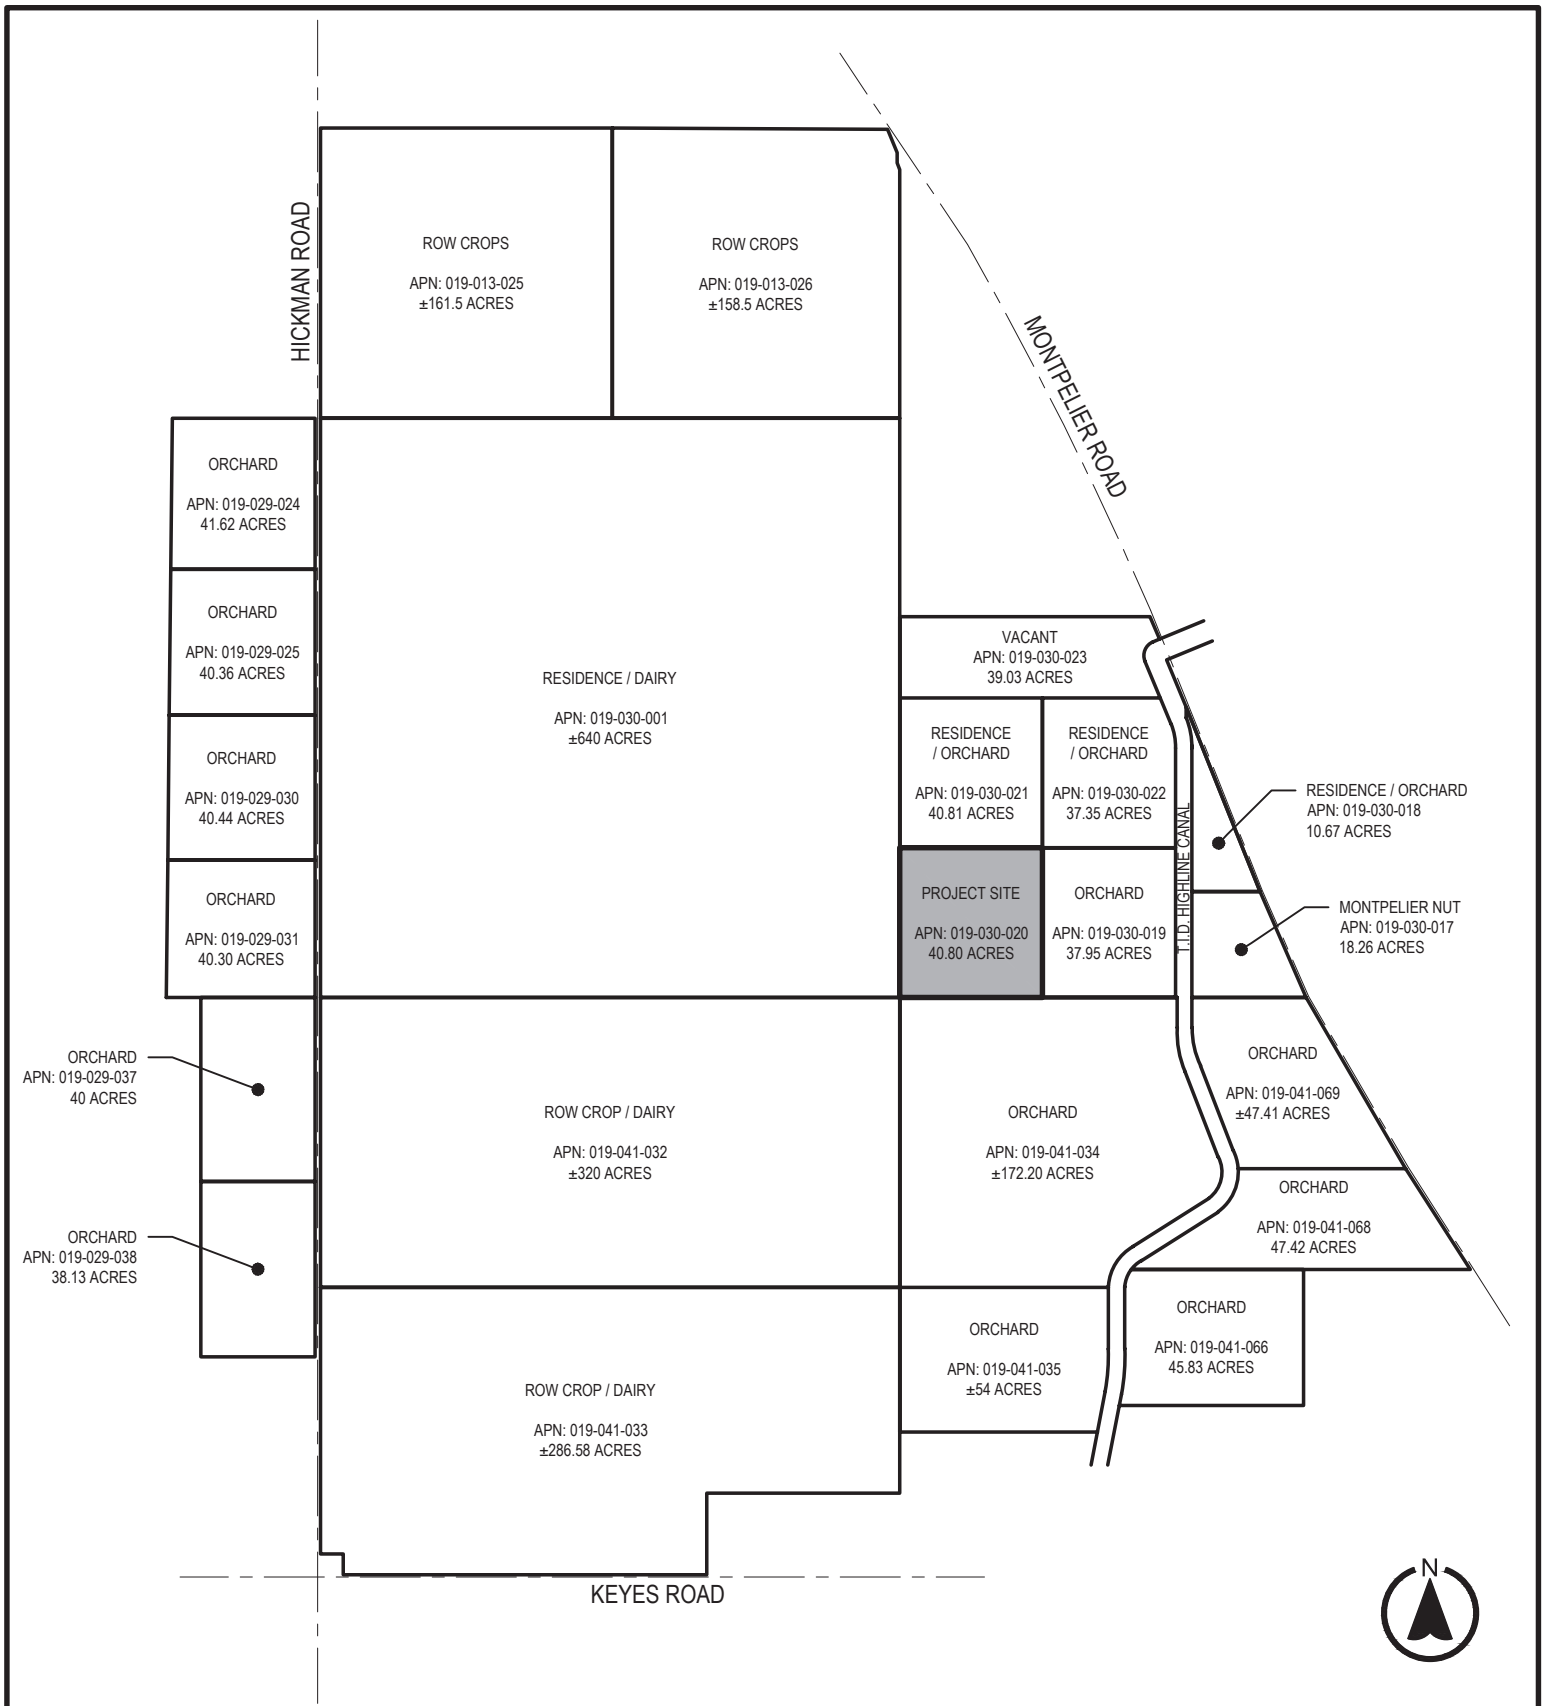 HICKMAN ROAD
ROW CROPS
APN: 019-013-025
±161.5 ACRES
ROW CROPS
APN: 019-013-026
±158.5 ACRES
MONTPELIER ROAD
ORCHARD
APN: 019-029-024
41.62 ACRES
ORCHARD
APN: 019-029-025
40.36 ACRES
ORCHARD
APN: 019-029-030
40.44 ACRES
ORCHARD
APN: 019-029-031
40.30 ACRES
RESIDENCE / DAIRY
APN: 019-030-001
±640 ACRES
VACANT
APN: 019-030-023
39.03 ACRES
RESIDENCE
/ ORCHARD
APN: 019-030-021
40.81 ACRES
RESIDENCE
/ ORCHARD
APN: 019-030-022
37.35 ACRES
T.I.D. HIGHLINE CANAL
RESIDENCE / ORCHARD
APN: 019-030-018
10.67 ACRES
PROJECT SITE
APN: 019-030-020
40.80 ACRES
ORCHARD
APN: 019-030-019
37.95 ACRES
MONTPELIER NUT
APN: 019-030-017
18.26 ACRES
ORCHARD
APN: 019-029-037
40 ACRES
ROW CROP / DAIRY
APN: 019-041-032
±320 ACRES
ORCHARD
APN: 019-041-034
±172.20 ACRES
ORCHARD
APN: 019-041-069
±47.41 ACRES
ORCHARD
APN: 019-041-068
47.42 ACRES
ORCHARD
APN: 019-029-038
38.13 ACRES
ROW CROP / DAIRY
APN: 019-041-033
±286.58 ACRES
ORCHARD
APN: 019-041-035
±54 ACRES
ORCHARD
APN: 019-041-066
45.83 ACRES
KEYES ROAD
N